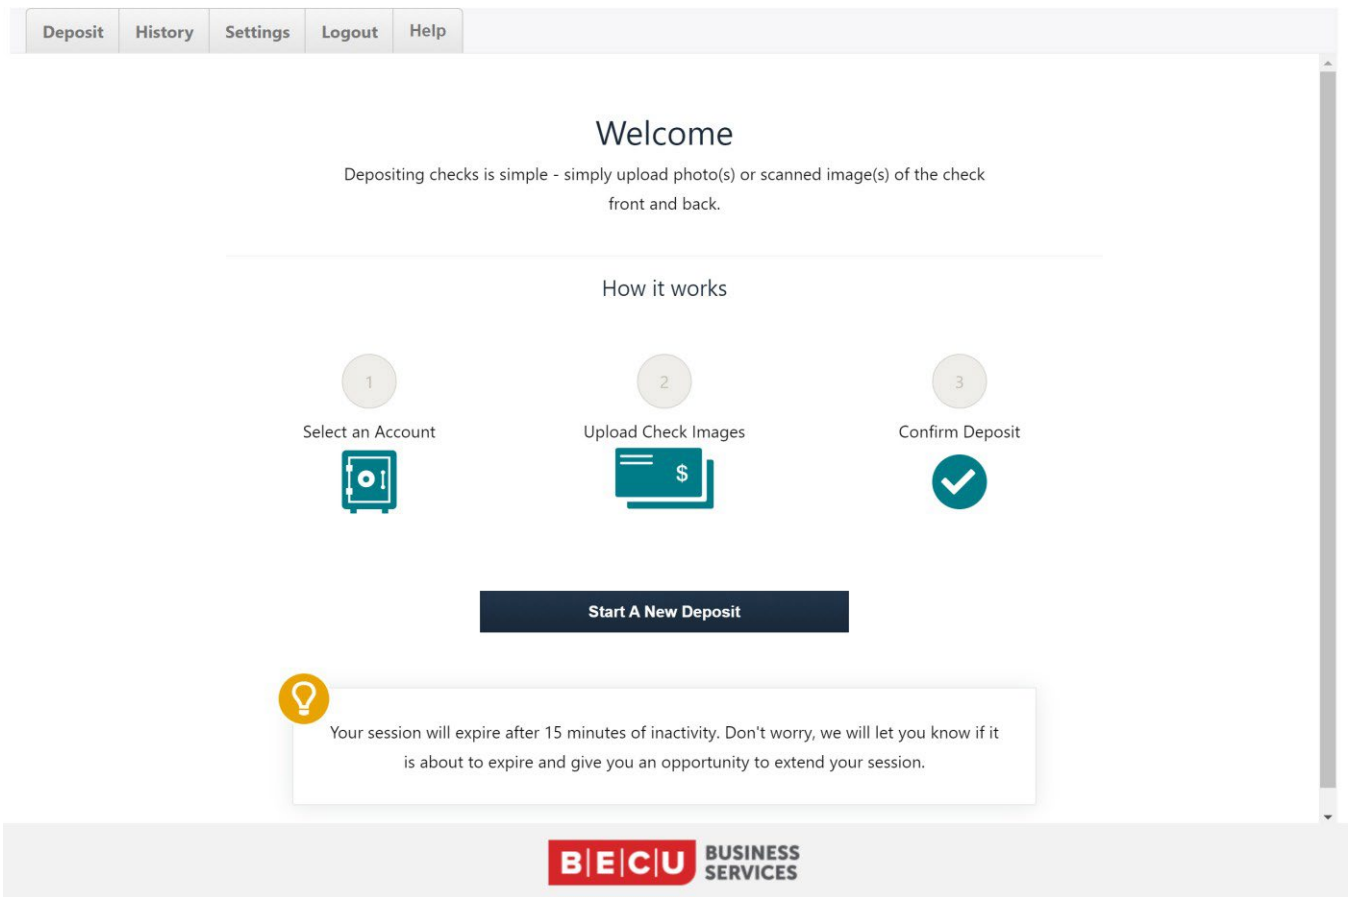 Deposit History Settings Logout Help
Welcome
Depositing checks is simple - simply upload photo(s) or scanned image(s) of the check
front and back.
How it works
1
Select an Account
2
Upload Check Images
$
3
Confirm Deposit
Start A New Deposit
Your session will expire after 15 minutes of inactivity. Don't worry, we will let you know if it
is about to expire and give you an opportunity to extend your session.
B|E|C|U BUSINESS
SERVICES